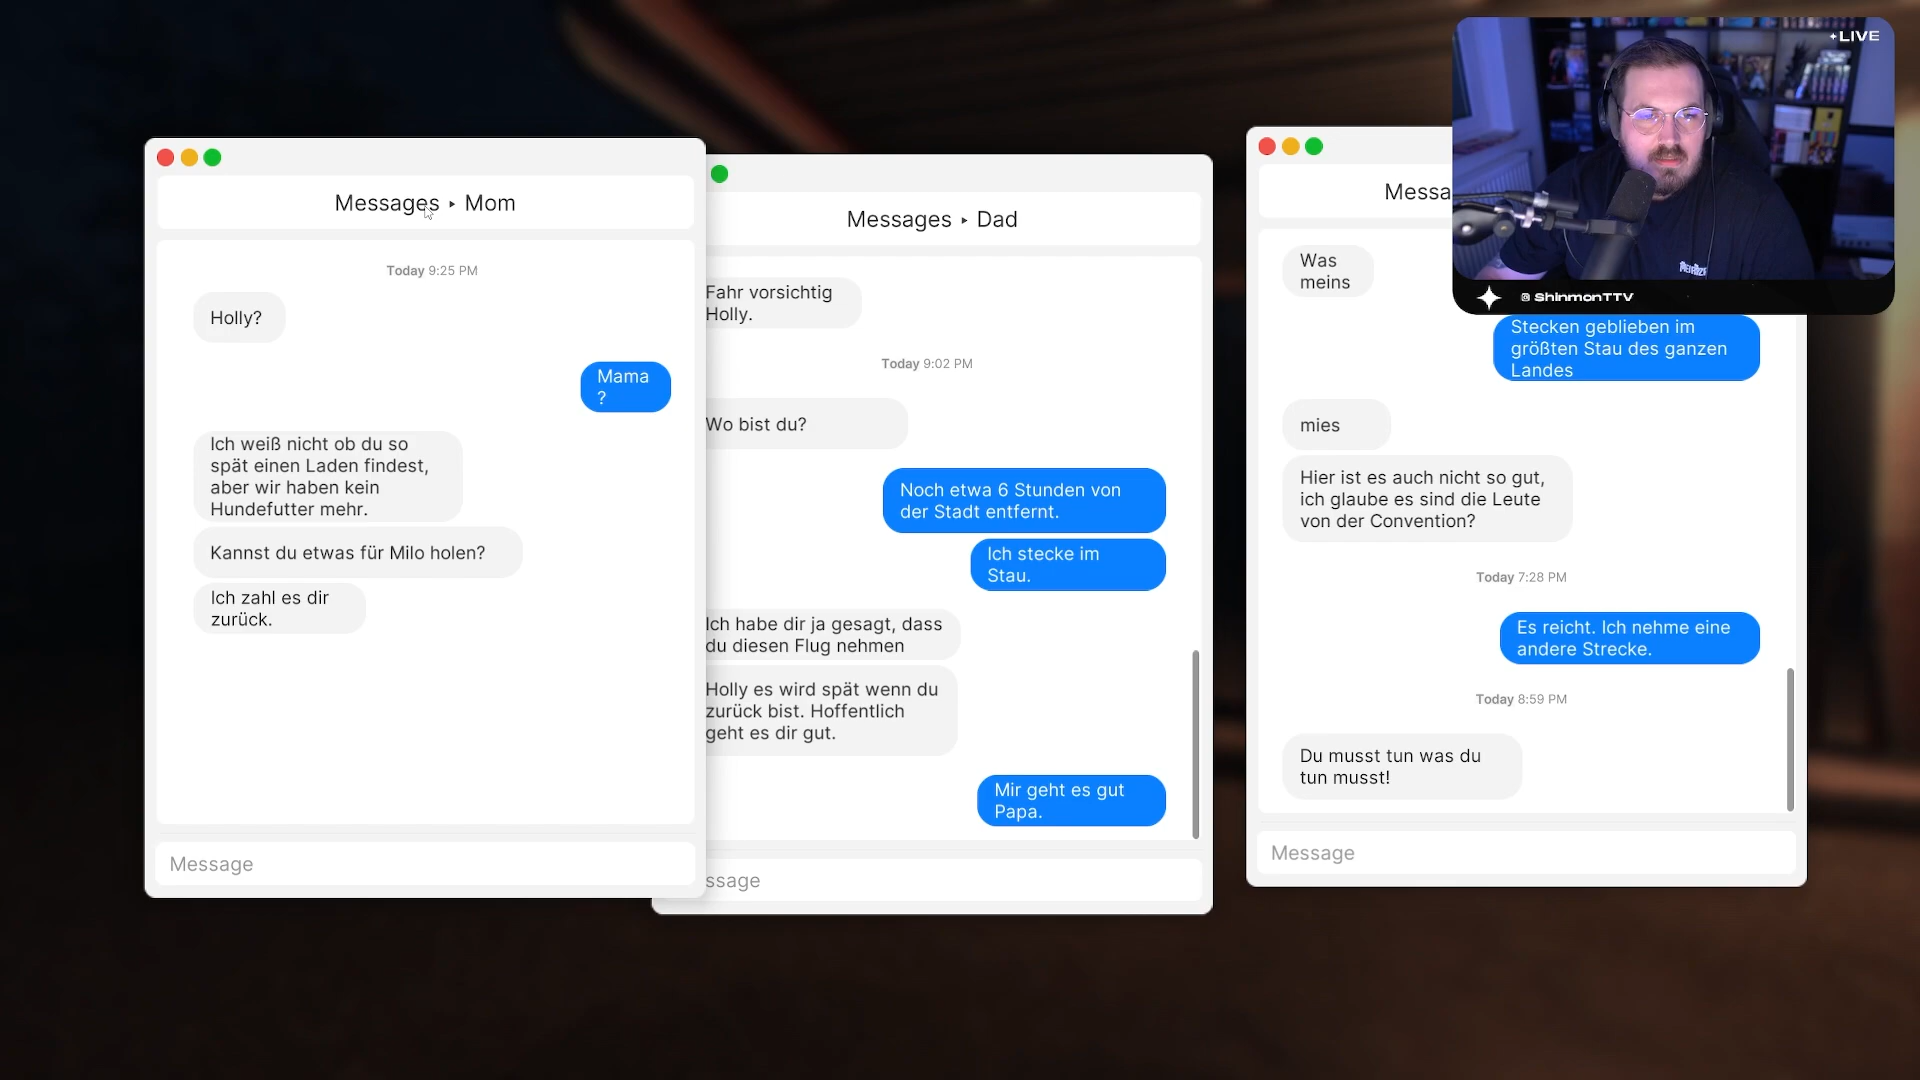 Messages ▸ Mom
Today 9:25 PM
Holly?
Mama
?
Ich weiß nicht ob du so
spät einen Laden findest,
aber wir haben kein
Hundefutter mehr.
Kannst du etwas für Milo holen?
Ich zahl es dir
zurück.
Message
Messages ▸ Dad
Fahr vorsichtig
Holly.
Today 9:02 PM
Wo bist du?
Noch etwa 6 Stunden von
der Stadt entfernt.
Ich stecke im
Stau.
Ich habe dir ja gesagt, dass
du diesen Flug nehmen
Holly es wird spät wenn du
zurück bist. Hoffentlich
geht es dir gut.
Mir geht es gut
Papa.
ssage
Messa
Was
meins
Stecken geblieben im
größten Stau des ganzen
Landes
mies
Hier ist es auch nicht so gut,
ich glaube es sind die Leute
von der Convention?
Today 7:28 PM
Es reicht. Ich nehme eine
andere Strecke.
Today 8:59 PM
Du musst tun was du
tun musst!
Message
LIVE
ShinmonTTV